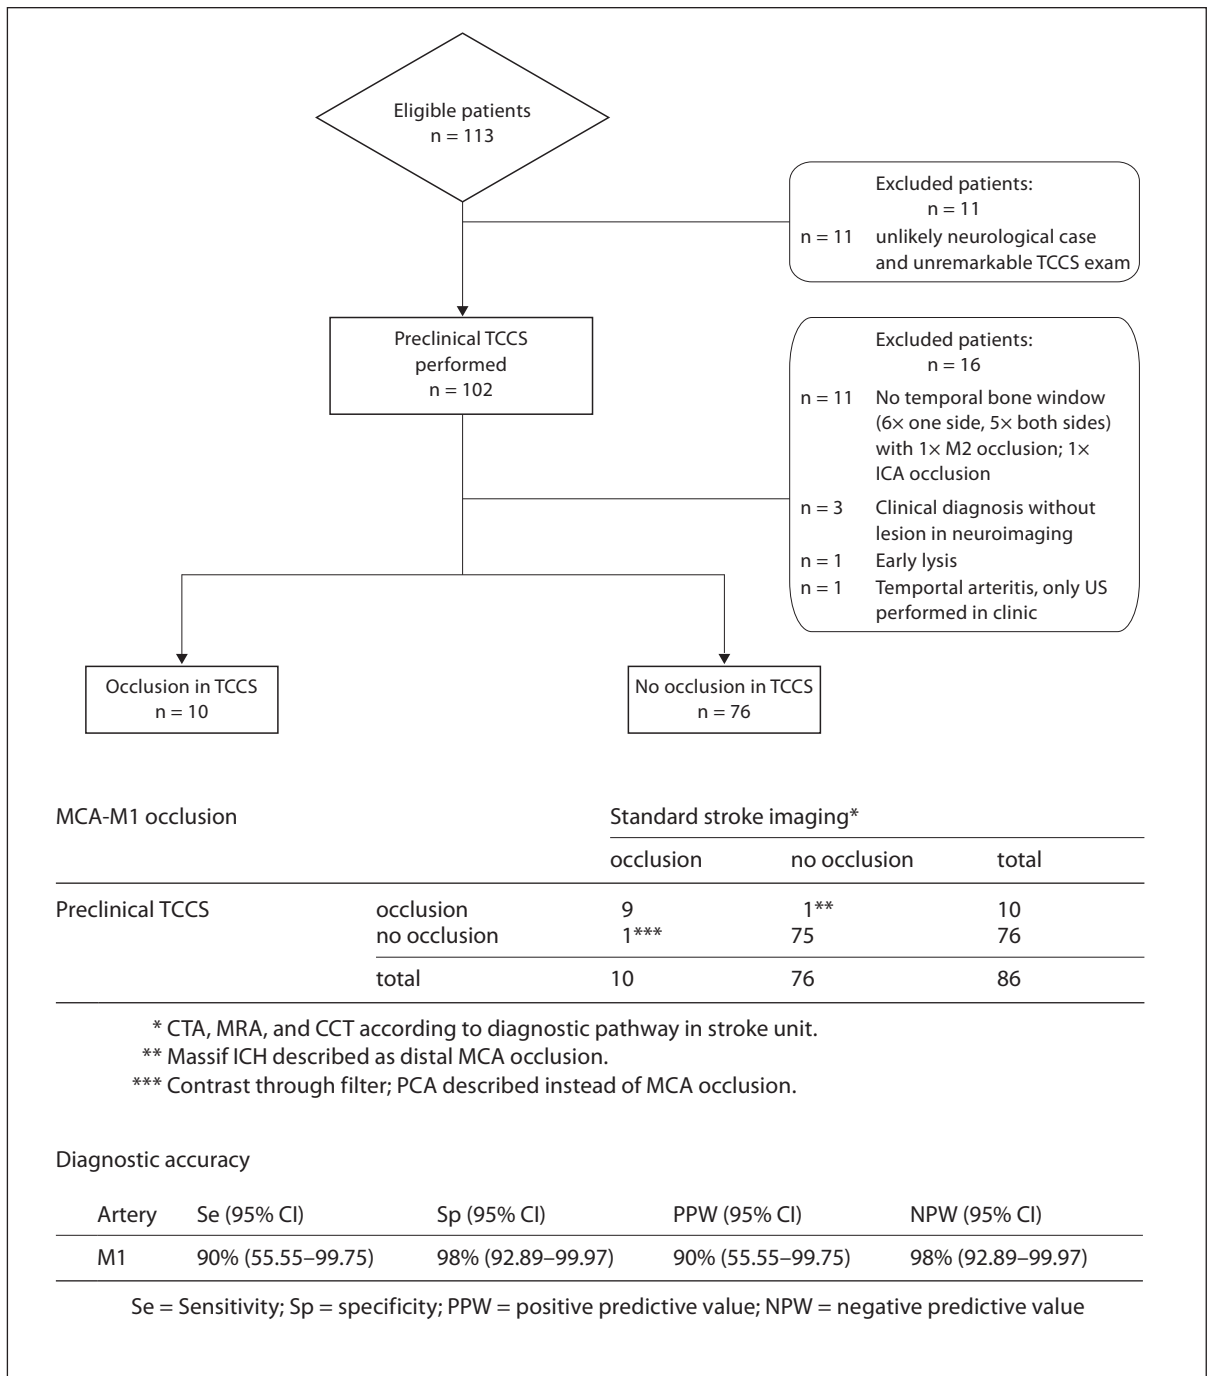 Eligible patients
n = 113
Excluded patients:
n = 11
n = 11 unlikely neurological case
and unremarkable TCCS exam
Preclinical TCCS
performed
n = 102
Excluded patients:
n = 16
n = 11 No temporal bone window
(6× one side, 5× both sides)
with 1× M2 occlusion; 1×
ICA occlusion
n = 3 Clinical diagnosis without
lesion in neuroimaging
n = 1 Early lysis
n = 1 Temportal arteritis, only US
performed in clinic
Occlusion in TCCS
n = 10
No occlusion in TCCS
n = 76
MCA-M1 occlusion Standard stroke imaging*
occlusion no occlusion total
Preclinical TCCS occlusion 9 1** 10
no occlusion 1*** 75 76
total 10 76 86
* CTA, MRA, and CCT according to diagnostic pathway in stroke unit.
** Massif ICH described as distal MCA occlusion.
*** Contrast through filter; PCA described instead of MCA occlusion.
Diagnostic accuracy
Artery Se (95% CI) Sp (95% CI) PPW (95% CI) NPW (95% CI)
M1 90% (55.55–99.75) 98% (92.89–99.97) 90% (55.55–99.75) 98% (92.89–99.97)
Se = Sensitivity; Sp = specificity; PPW = positive predictive value; NPW = negative predictive value